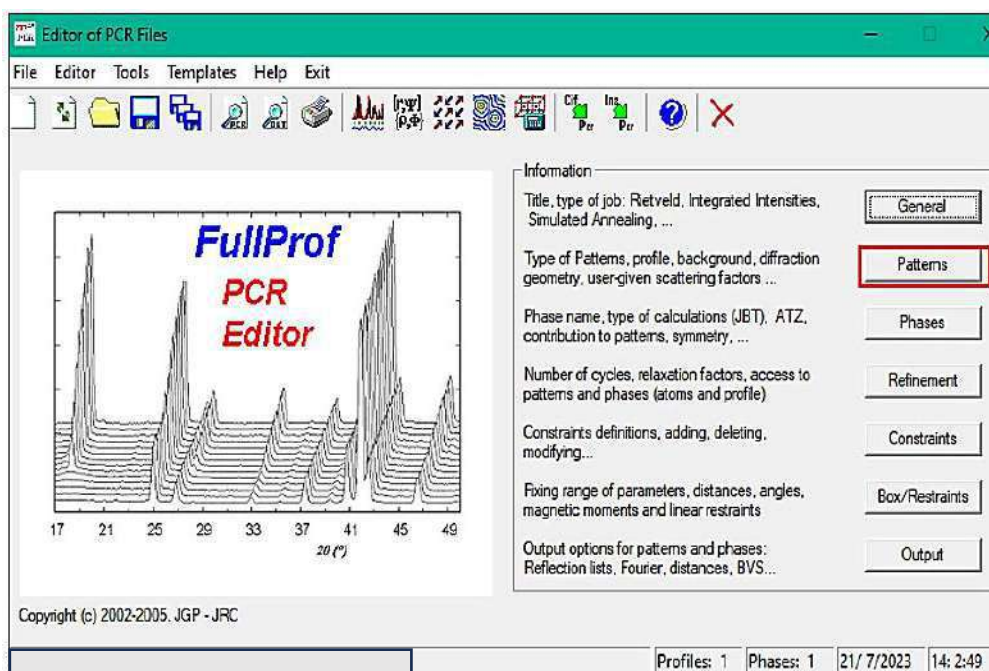 Editor of PCR Files
File Editor Tools Templates Help Exit
PCR DAT Cif Pcr Ins Pcr
Information
Title, type of job: Rietveld, Integrated Intensities,
Simulated Annealing, ...
General
Type of Patterns, profile, background, diffraction
geometry, user-given scattering factors ...
Patterns
Phase name, type of calculations (JBT), ATZ,
contribution to patterns, symmetry, ...
Phases
Number of cycles, relaxation factors, access to
patterns and phases (atoms and profile)
Refinement
Constraints definitions, adding, deleting,
modifying...
Constraints
Fixing range of parameters, distances, angles,
magnetic moments and linear restraints
Box/Restraints
Output options for patterns and phases:
Reflection lists, Fourier, distances, BVS...
Output
FullProf
PCR
Editor
17 21 25 29 33 37 41 45 49
2θ (°)
Copyright (c) 2002-2005. JGP - JRC
Profiles: 1 Phases: 1 21/ 7/2023 14: 2:49